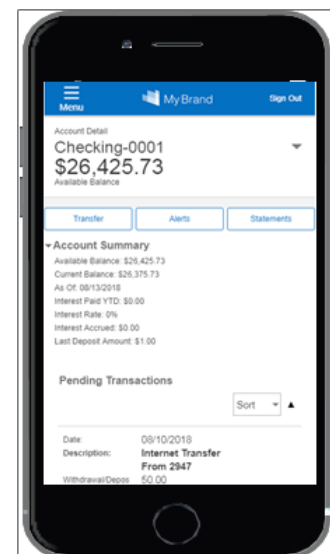 Menu
MyBrand
Sign Out
Account Detail
Checking-0001
$26,425.73
Available Balance
Transfer
Alerts
Statements
Account Summary
Available Balance: $26,425.73
Current Balance: $26,375.73
As Of: 08/13/2018
Interest Paid YTD: $0.00
Interest Rate: 0%
Interest Accrued: $0.00
Last Deposit Amount: $1.00
Pending Transactions
Sort
Date: 08/10/2018
Description: Internet Transfer
From 2947
Withdrawal/Depos 50.00